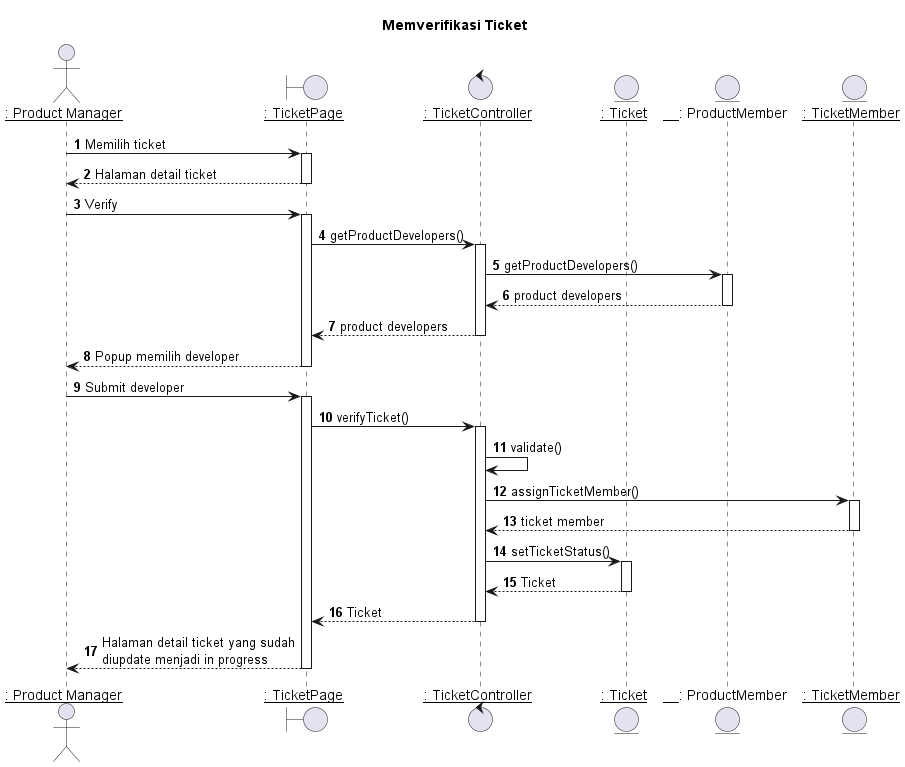 Memverifikasi Ticket
: Product Manager
: TicketPage
: TicketController
: Ticket
__: ProductMember
: TicketMember
1 Memilih ticket
2 Halaman detail ticket
3 Verify
4 getProductDevelopers()
5 getProductDevelopers()
6 product developers
7 product developers
8 Popup memilih developer
9 Submit developer
10 verifyTicket()
11 validate()
12 assignTicketMember()
13 ticket member
14 setTicketStatus()
15 Ticket
16 Ticket
17 Halaman detail ticket yang sudah
diupdate menjadi in progress
: Product Manager
: TicketPage
: TicketController
: Ticket
__: ProductMember
: TicketMember